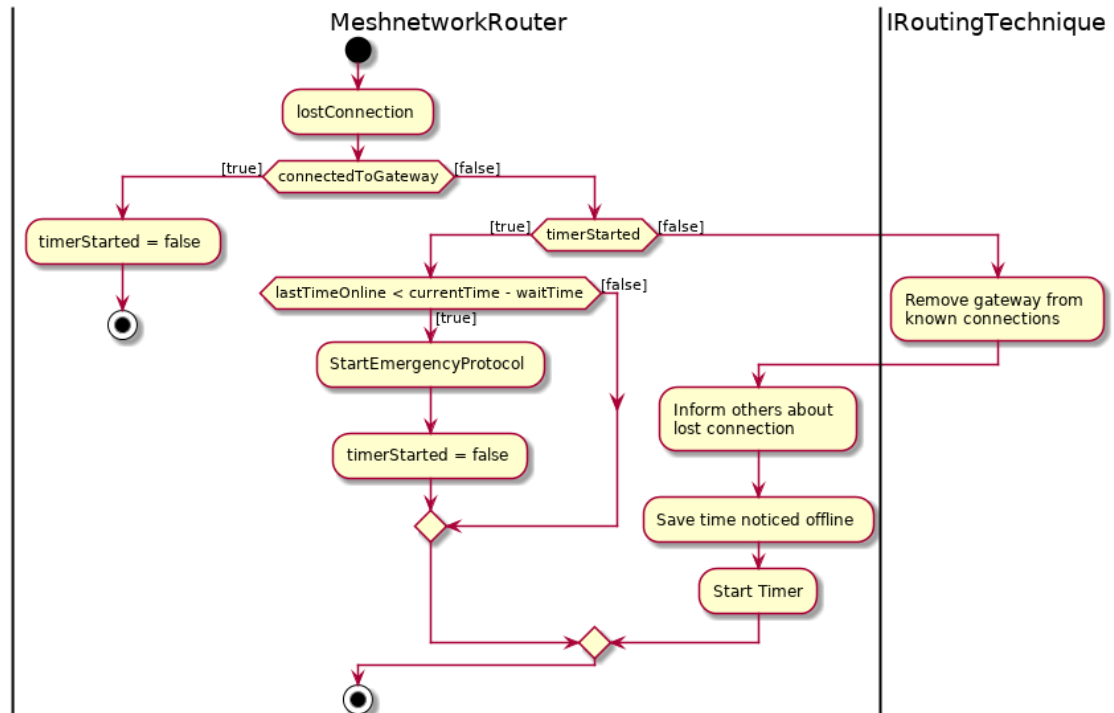 MeshnetworkRouter
IRoutingTechnique
lostConnection
[true]
connectedToGateway
[false]
timerStarted = false
[true]
timerStarted
[false]
lastTimeOnline < currentTime - waitTime
[false]
[true]
Remove gateway from
known connections
StartEmergencyProtocol
Inform others about
lost connection
timerStarted = false
Save time noticed offline
Start Timer